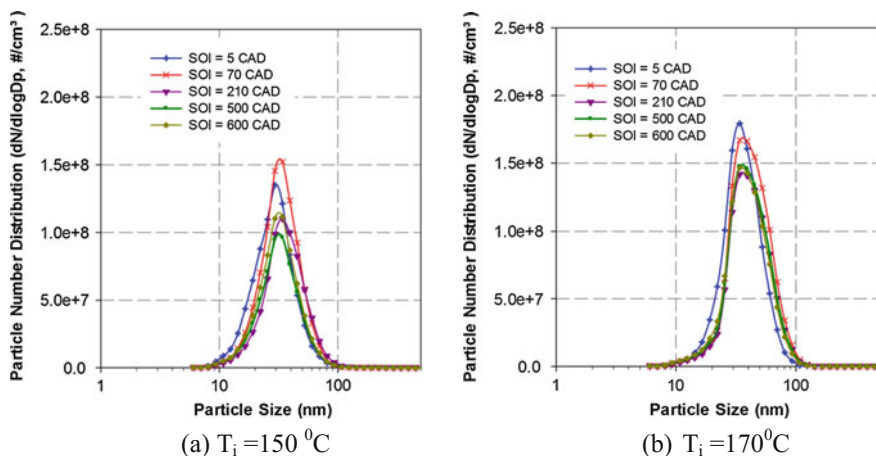 2.5e+8
2.0e+8
1.5e+8
1.0e+8
5.0e+7
0.0
Particle Number Distribution (dN/dlogDp, #/cm³)
SOI = 5 CAD
SOI = 70 CAD
SOI = 210 CAD
SOI = 500 CAD
SOI = 600 CAD
1 10 100
Particle Size (nm)
(a) Tᵢ =150 ⁰C
2.5e+8
2.0e+8
1.5e+8
1.0e+8
5.0e+7
0.0
Particle Number Distribution (dN/dlogDp, #/cm³)
SOI = 5 CAD
SOI = 70 CAD
SOI = 210 CAD
SOI = 500 CAD
SOI = 600 CAD
1 10 100
Particle Size (nm)
(b) Tᵢ =170⁰C